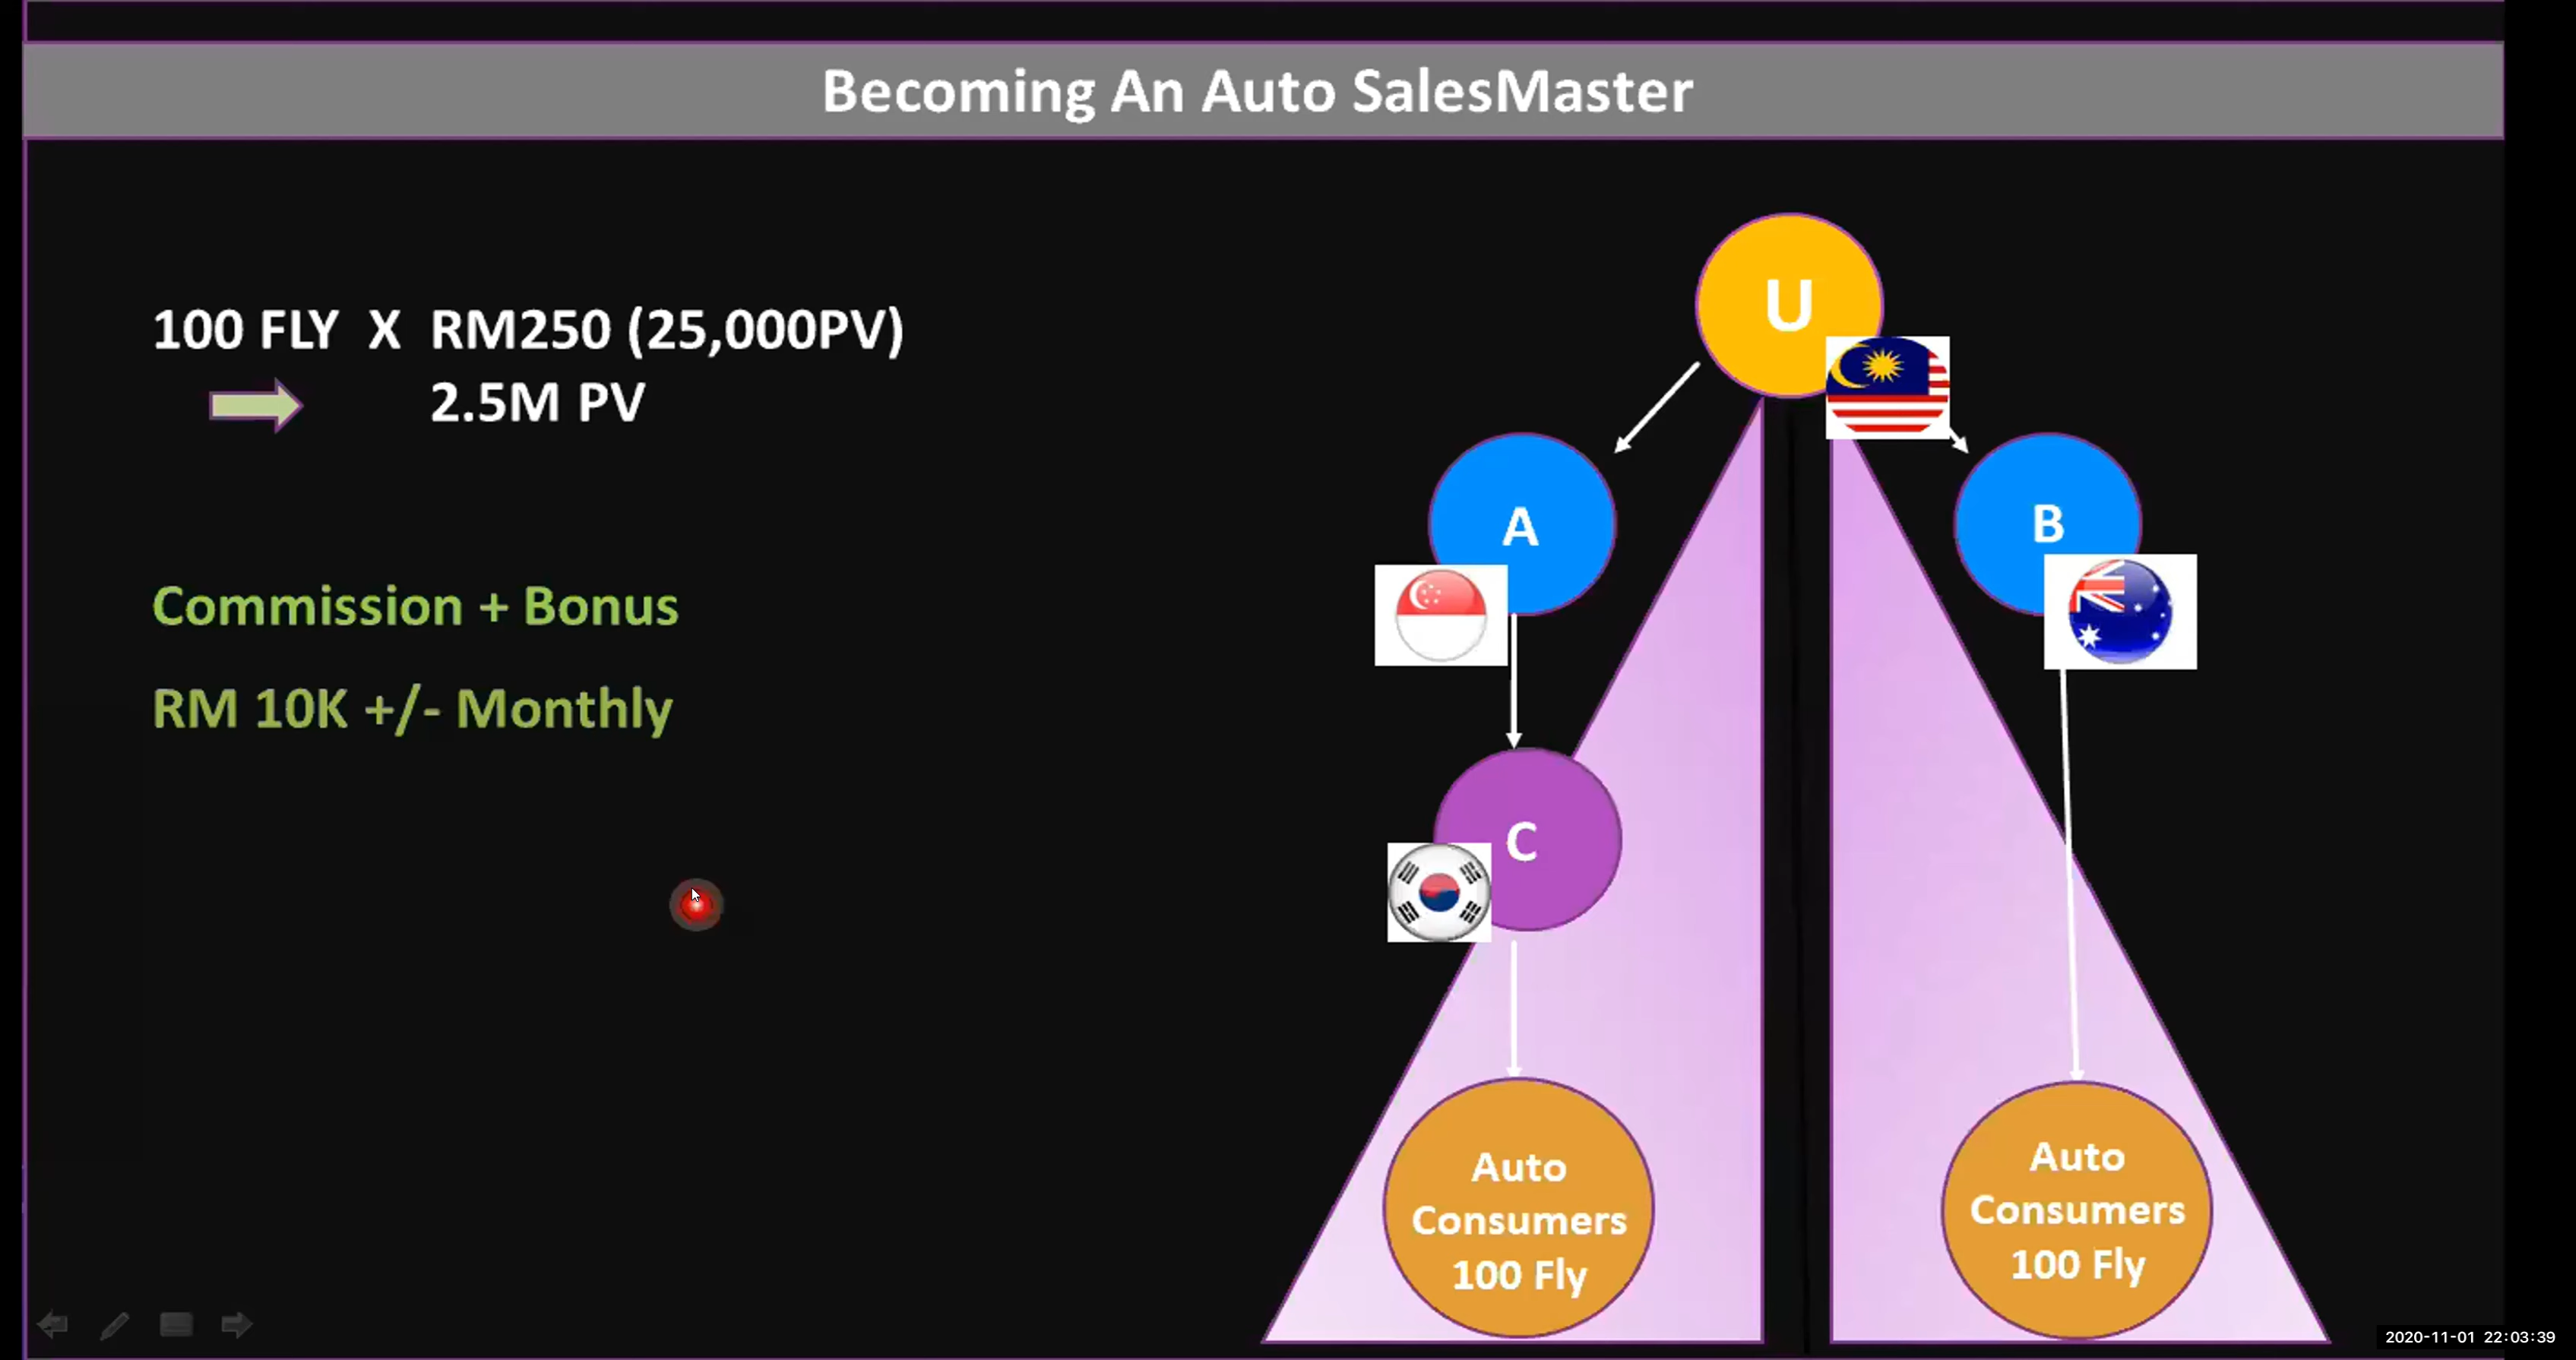 Becoming An Auto SalesMaster
100 FLY X RM250 (25,000PV)
2.5M PV
Commission + Bonus
RM 10K +/- Monthly
U
A
B
C
Auto
Consumers
100 Fly
Auto
Consumers
100 Fly
2020-11-01 22:03:39